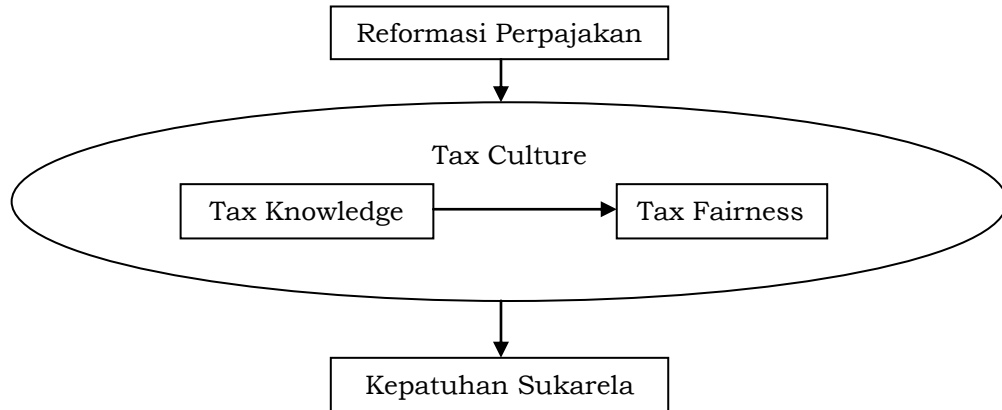 Reformasi Perpajakan
Tax Culture
Tax Knowledge
Tax Fairness
Kepatuhan Sukarela